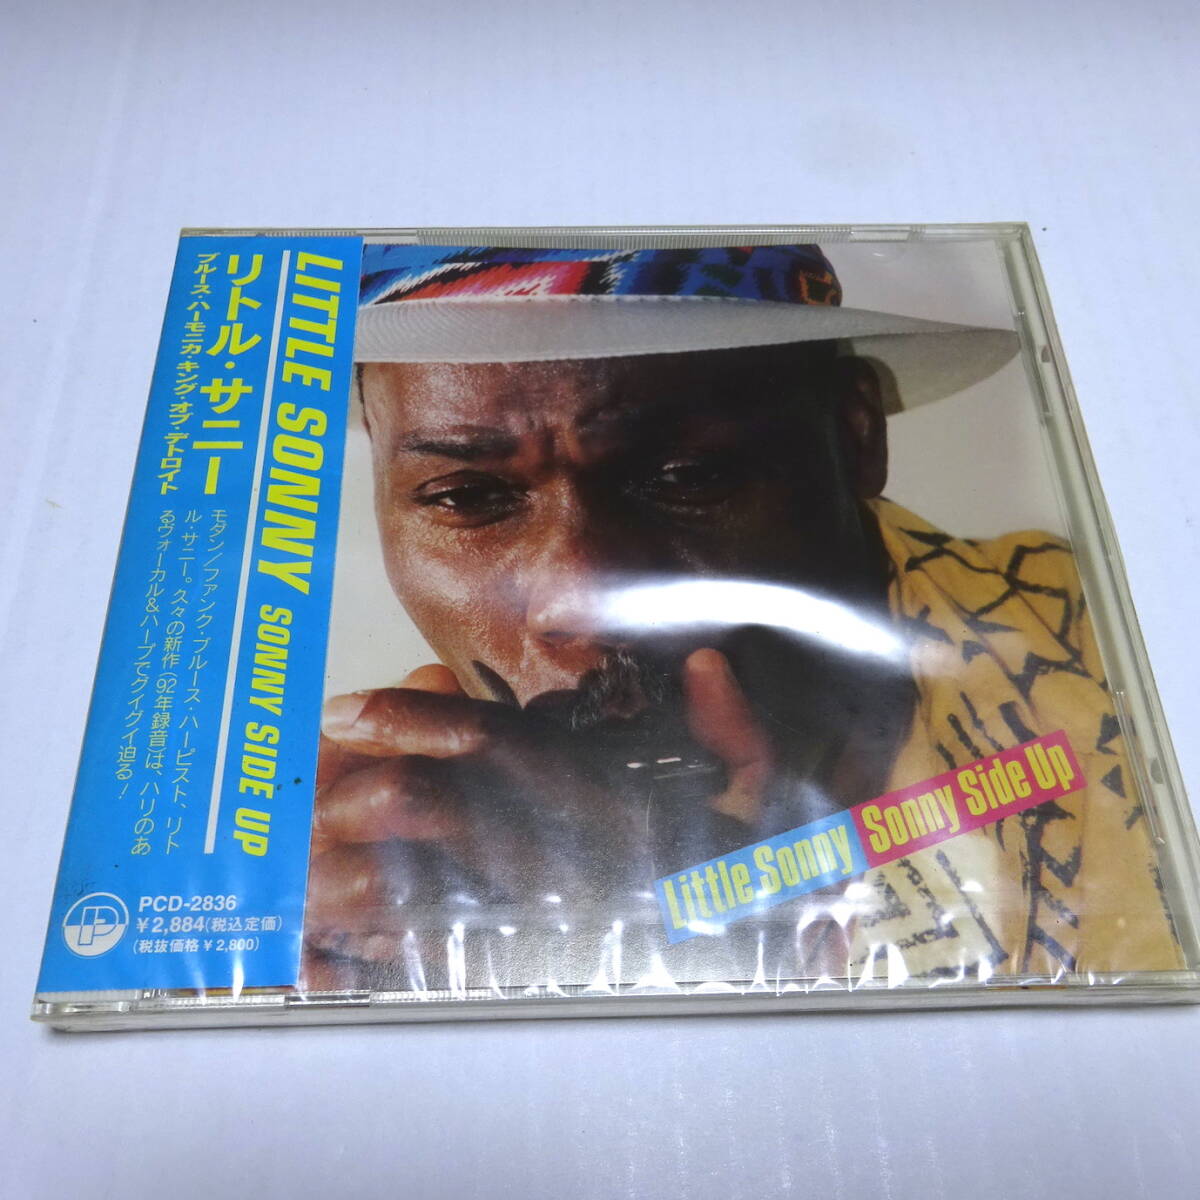 LITTLE SONNY SONNY SIDE UP
リトル・サニー
ブルース・ハーモニカ・キング・オブ・デトロイト
モダン/ファンク・ブルース・ハーピスト、リト
ル・サニー。久々の新作(92年録音)は、ハリのあ
るヴォーカル&ハープでグイグイ迫る!
PCD-2836
¥2,884(税込定価)
(税抜価格¥2,800)
Little Sonny Sonny Side Up